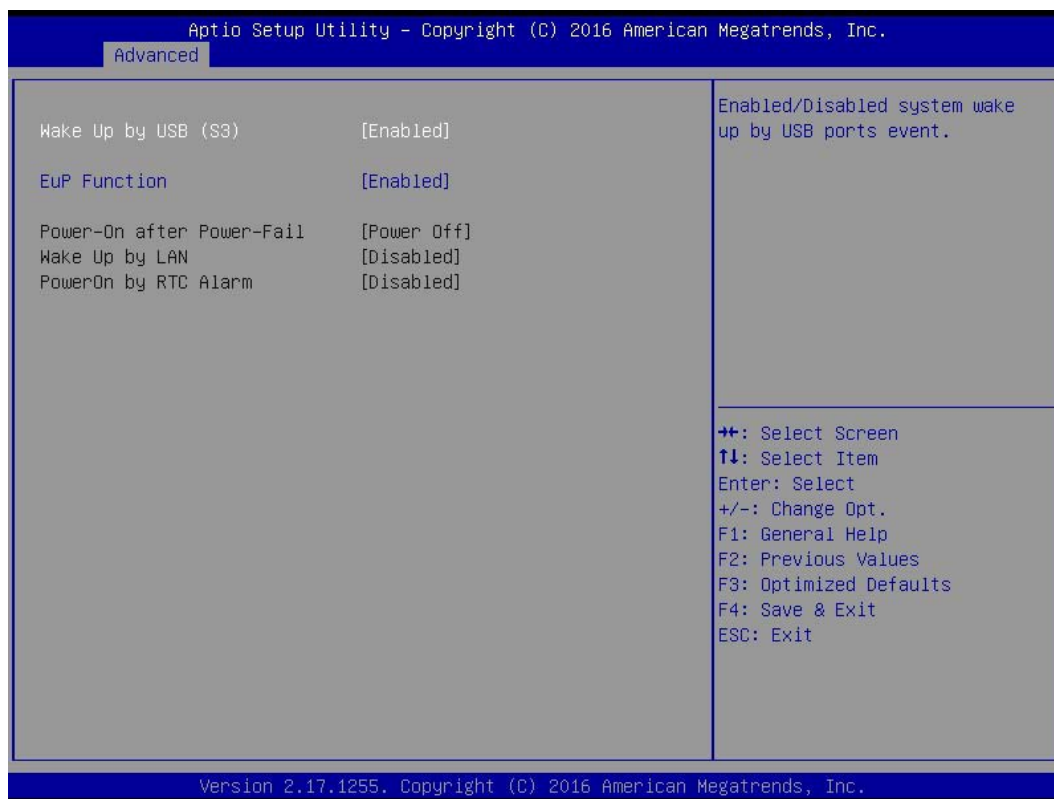 Aptio Setup Utility – Copyright (C) 2016 American Megatrends, Inc.
Advanced
Wake Up by USB (S3) [Enabled]
EuP Function [Enabled]
Power-On after Power-Fail [Power Off]
Wake Up by LAN [Disabled]
PowerOn by RTC Alarm [Disabled]
Enabled/Disabled system wake
up by USB ports event.
→←: Select Screen
↑↓: Select Item
Enter: Select
+/-: Change Opt.
F1: General Help
F2: Previous Values
F3: Optimized Defaults
F4: Save & Exit
ESC: Exit
Version 2.17.1255. Copyright (C) 2016 American Megatrends, Inc.